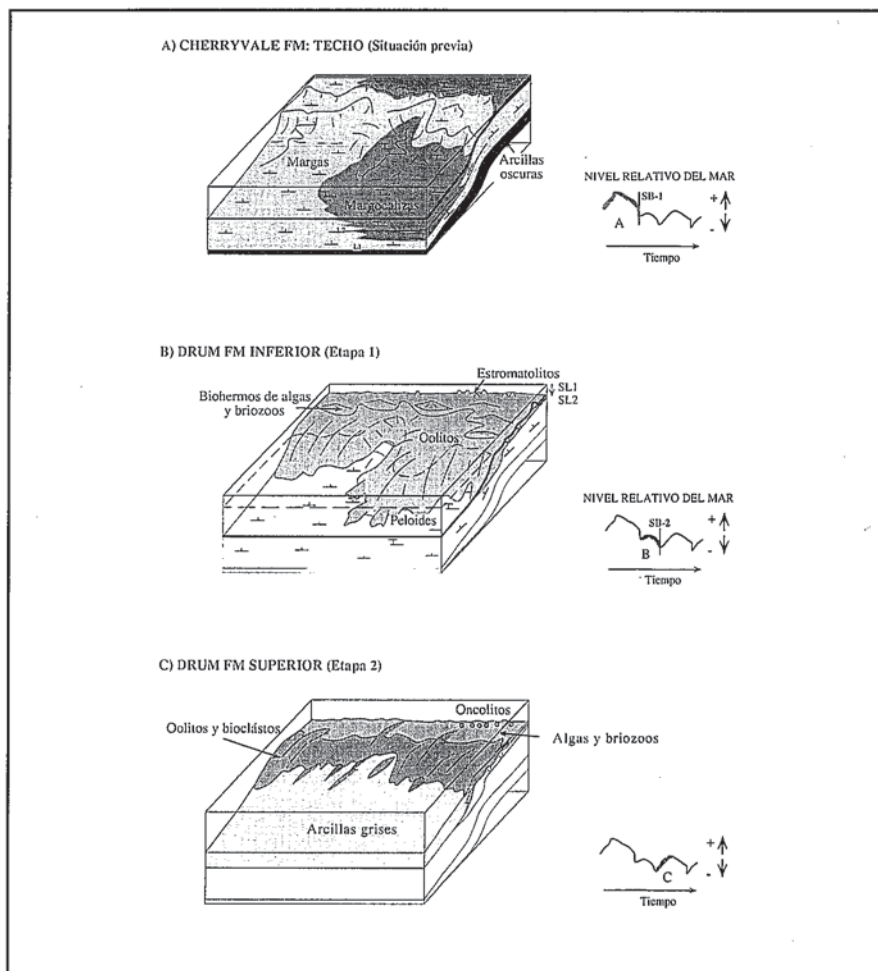 A) CHERRYVALE FM: TECHO (Situación previa)
Margas
Margocalizas
Arcillas
oscuras
L1
NIVEL RELATIVO DEL MAR
SB-1
+
A
-
Tiempo
B) DRUM FM INFERIOR (Etapa 1)
Estromatolitos
Biohermos de algas
y briozoos
SL1
SL2
Oolitos
Peloides
NIVEL RELATIVO DEL MAR
SB-2
+
B
-
Tiempo
C) DRUM FM SUPERIOR (Etapa 2)
Oncolitos
Oolitos y bioclástos
Algas y briozoos
Arcillas grises
+
C
-
Tiempo